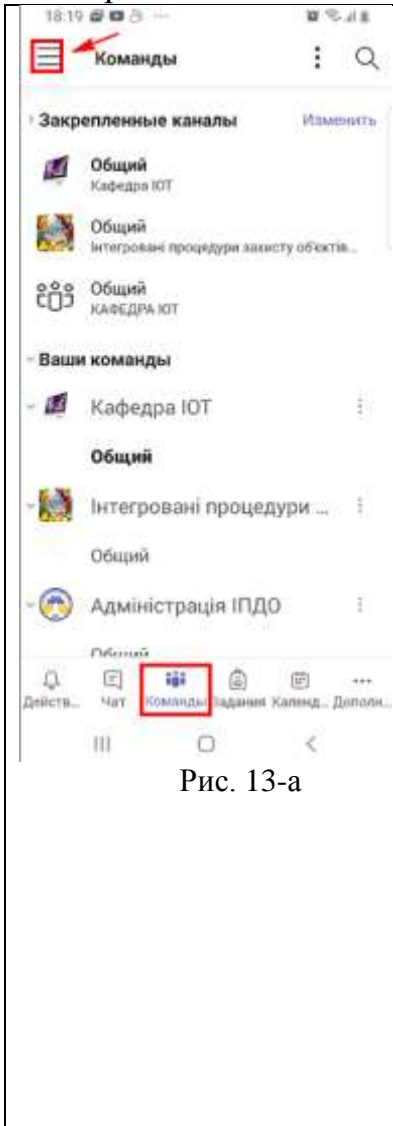 18:19
Команды
Закрепленные каналы Изменить
Общий
Кафедра ІОТ
Общий
Інтегровані процедури захисту об'єктів...
Общий
КАФЕДРА ІОТ
Ваши команды
Кафедра ІОТ
Общий
Інтегровані процедури ...
Общий
Адміністрація ІПДО
Общий
Действ... Чат Команды Задания Календ... Дополн...
Рис. 13-а